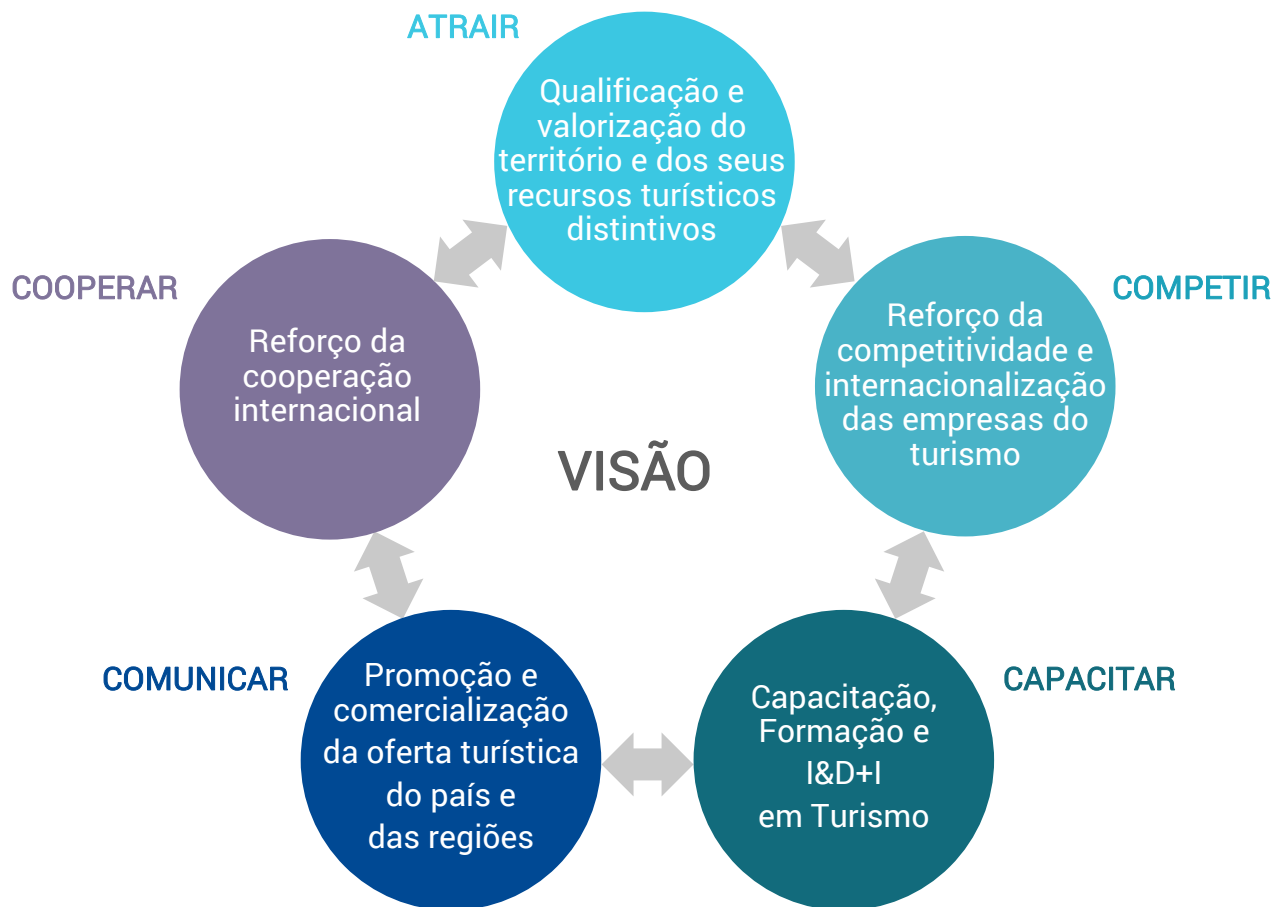 ATRAIR
Qualificação e
valorização do
território e dos seus
recursos turísticos
distintivos
COMPETIR
Reforço da
competitividade e
internacionalização
das empresas do
turismo
CAPACITAR
Capacitação,
Formação e
I&D+I
em Turismo
COMUNICAR
Promoção e
comercialização
da oferta turística
do país e
das regiões
COOPERAR
Reforço da
cooperação
internacional
VISÃO